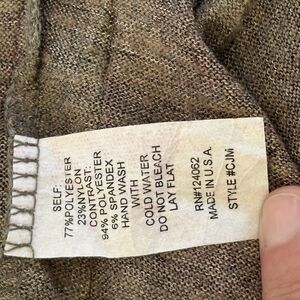 SELF:
77%POLYESTER
23%NYLON
CONTRAST:
94% POLYESTER
6% SPANDEX
HAND WASH
WITH
COLD WATER
DO NOT BLEACH
LAY FLAT
RN#124062
MADE IN U.S.A.
STYLE #CJM